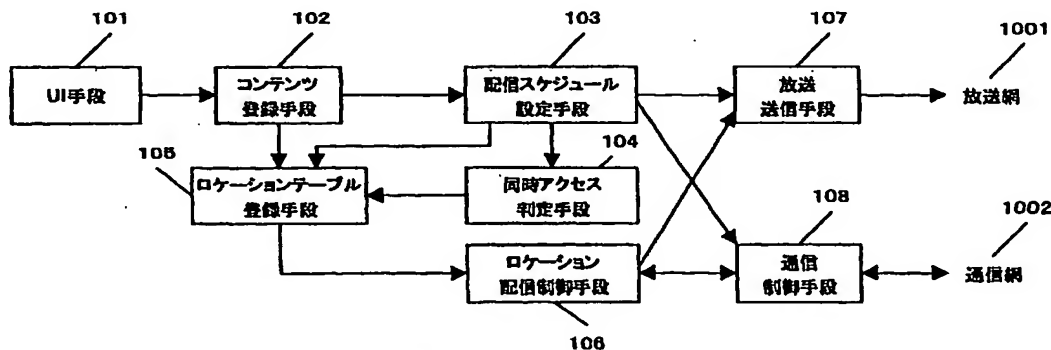 101
102
103
107
1001
UI手段
コンテンツ
登録手段
配信スケジュール
設定手段
放送
送信手段
放送網
104
105
ロケーションテーブル
登録手段
同時アクセス
判定手段
108
1002
ロケーション
配信制御手段
通信
制御手段
通信網
106